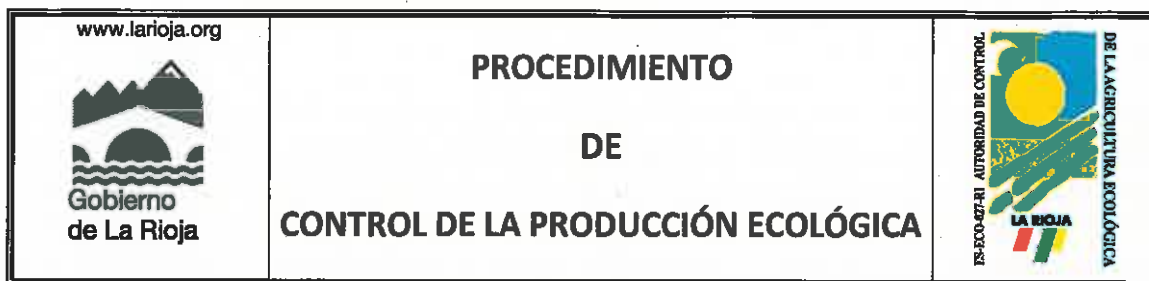 www.larioja.org
Gobierno
de La Rioja
PROCEDIMIENTO
DE
CONTROL DE LA PRODUCCIÓN ECOLÓGICA
ES-ECO-027-RI AUTORIDAD DE CONTROL
DE LA AGRICULTURA ECOLÓGICA
LA RIOJA